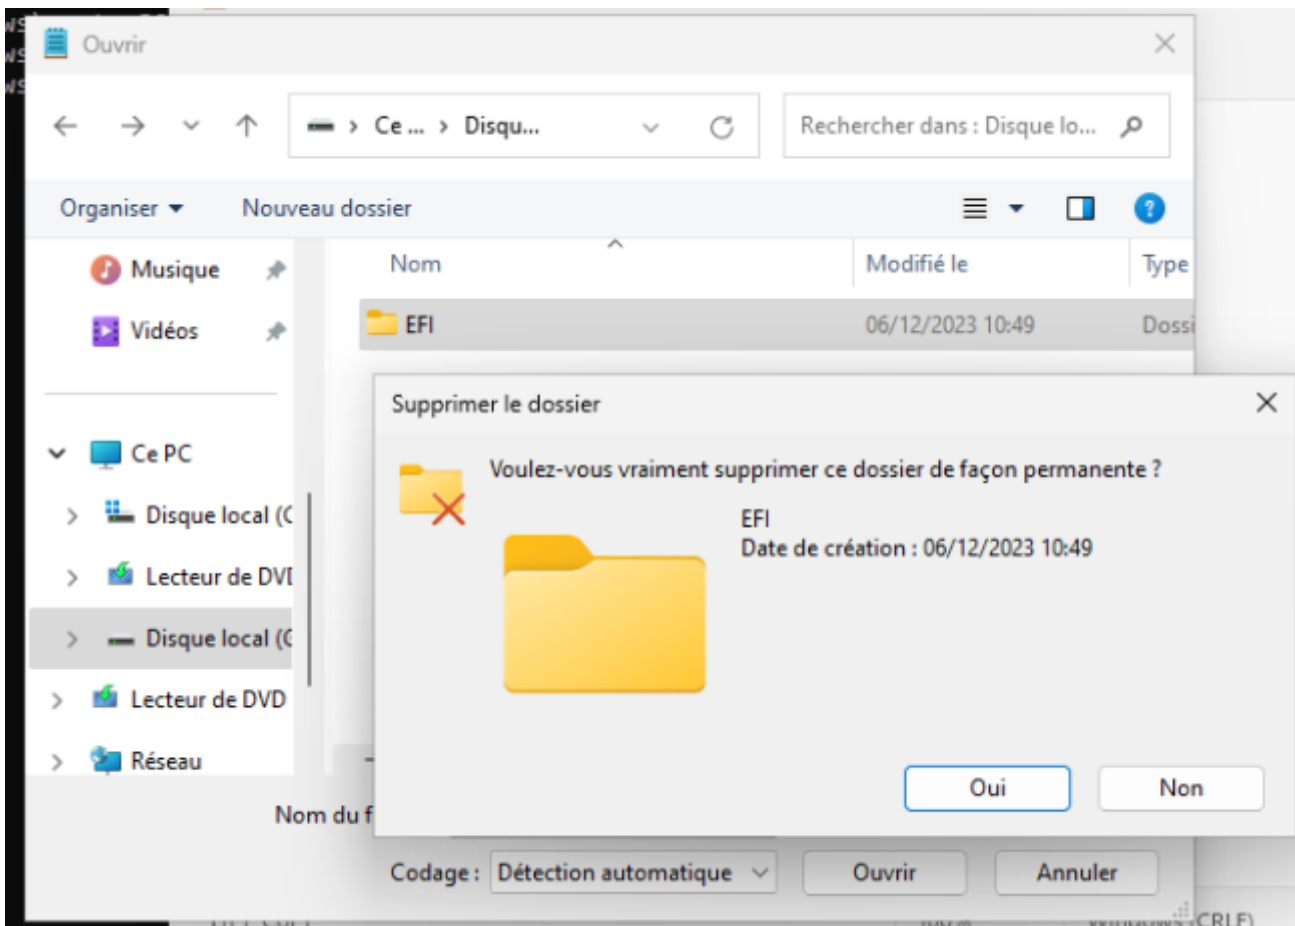 Ouvrir
Ce ... > Disqu...
Rechercher dans : Disque lo...
Organiser
Nouveau dossier
Musique
Vidéos
Ce PC
Disque local (C
Lecteur de DVD
Disque local (
Lecteur de DVD
Réseau
Nom
Modifié le
Type
EFI
06/12/2023 10:49
Dossi
Supprimer le dossier
Voulez-vous vraiment supprimer ce dossier de façon permanente ?
EFI
Date de création : 06/12/2023 10:49
Oui
Non
Nom du f
Codage :
Détection automatique
Ouvrir
Annuler
(CRLF)